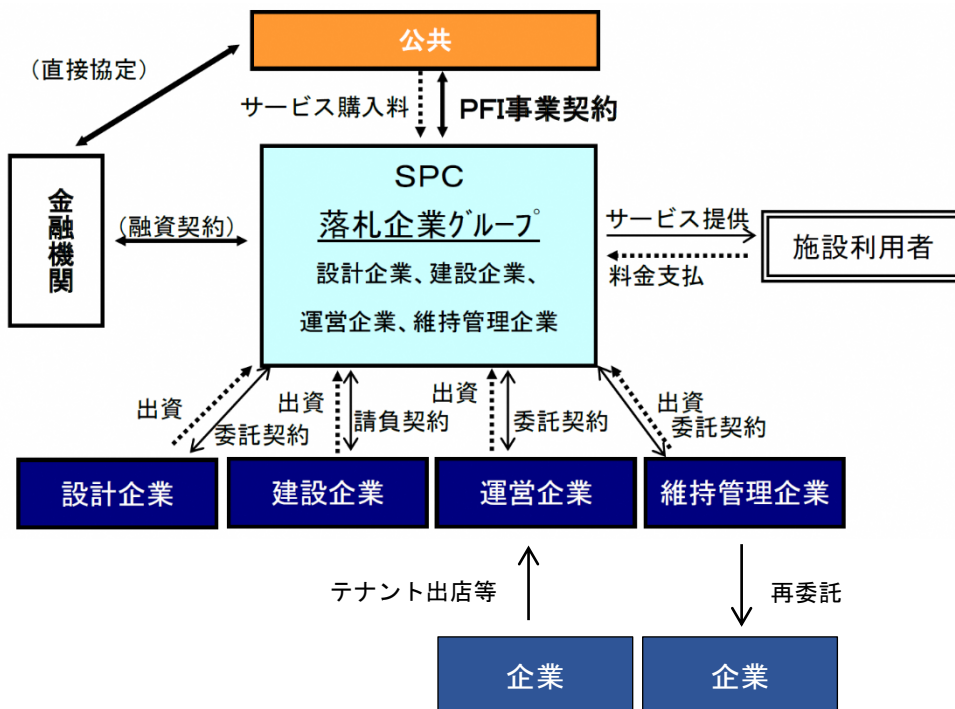 公共
(直接協定)
サービス購入料
PFI事業契約
金融機関
(融資契約)
SPC
落札企業グループ
設計企業、建設企業、
運営企業、維持管理企業
サービス提供
料金支払
施設利用者
出資
委託契約
出資
請負契約
出資
委託契約
出資
委託契約
設計企業
建設企業
運営企業
維持管理企業
テナント出店等
再委託
企業
企業